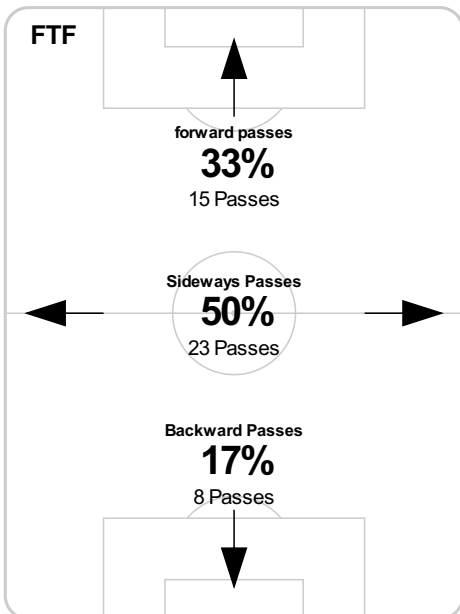 FTF
forward passes
33%
15 Passes
Sideways Passes
50%
23 Passes
Backward Passes
17%
8 Passes